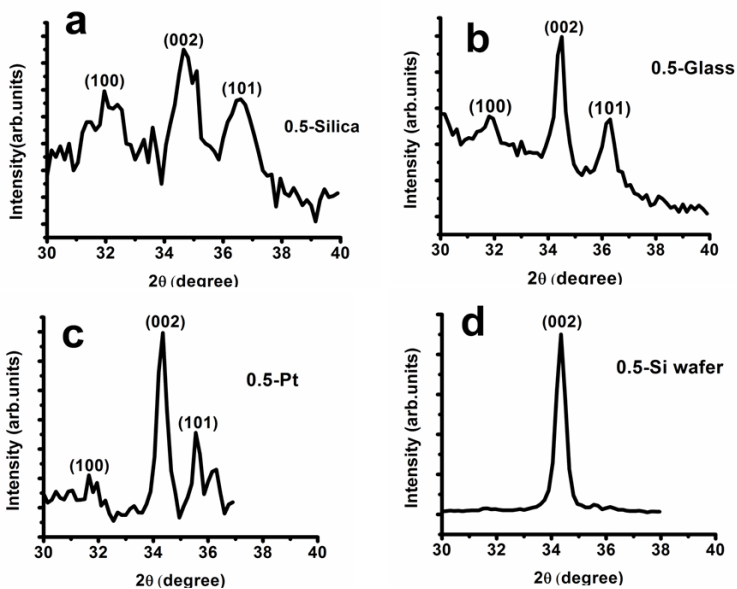 a
(002)
(100)
(101)
0.5-Silica
Intensity(arb.units)
30 32 34 36 38 40
2θ (degree)
b
(002)
0.5-Glass
(100)
(101)
Intensity (arb.units)
30 32 34 36 38 40
2θ (degree)
c
(002)
0.5-Pt
(101)
(100)
Intensity (arb.units)
30 32 34 36 38 40
2θ (degree)
d
(002)
0.5-Si wafer
Intensity (arb.units)
30 32 34 36 38 40
2θ (degree)